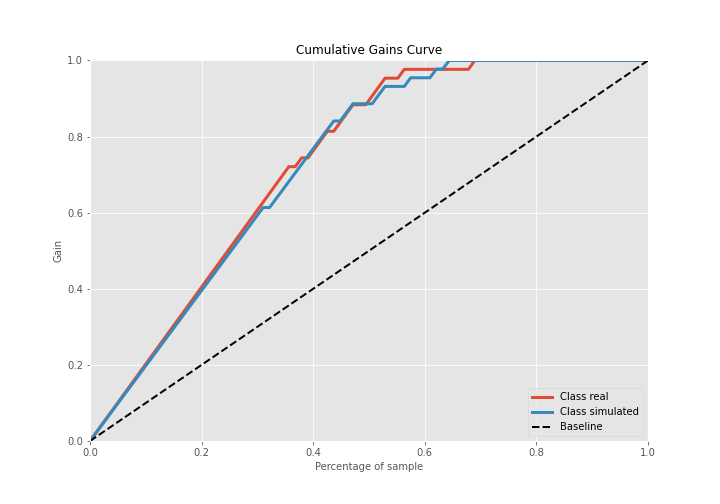 Cumulative Gains Curve
1.0
0.8
0.6
0.4
0.2
0.0
Gain
0.0 0.2 0.4 0.6 0.8 1.0
Percentage of sample
Class real
Class simulated
Baseline